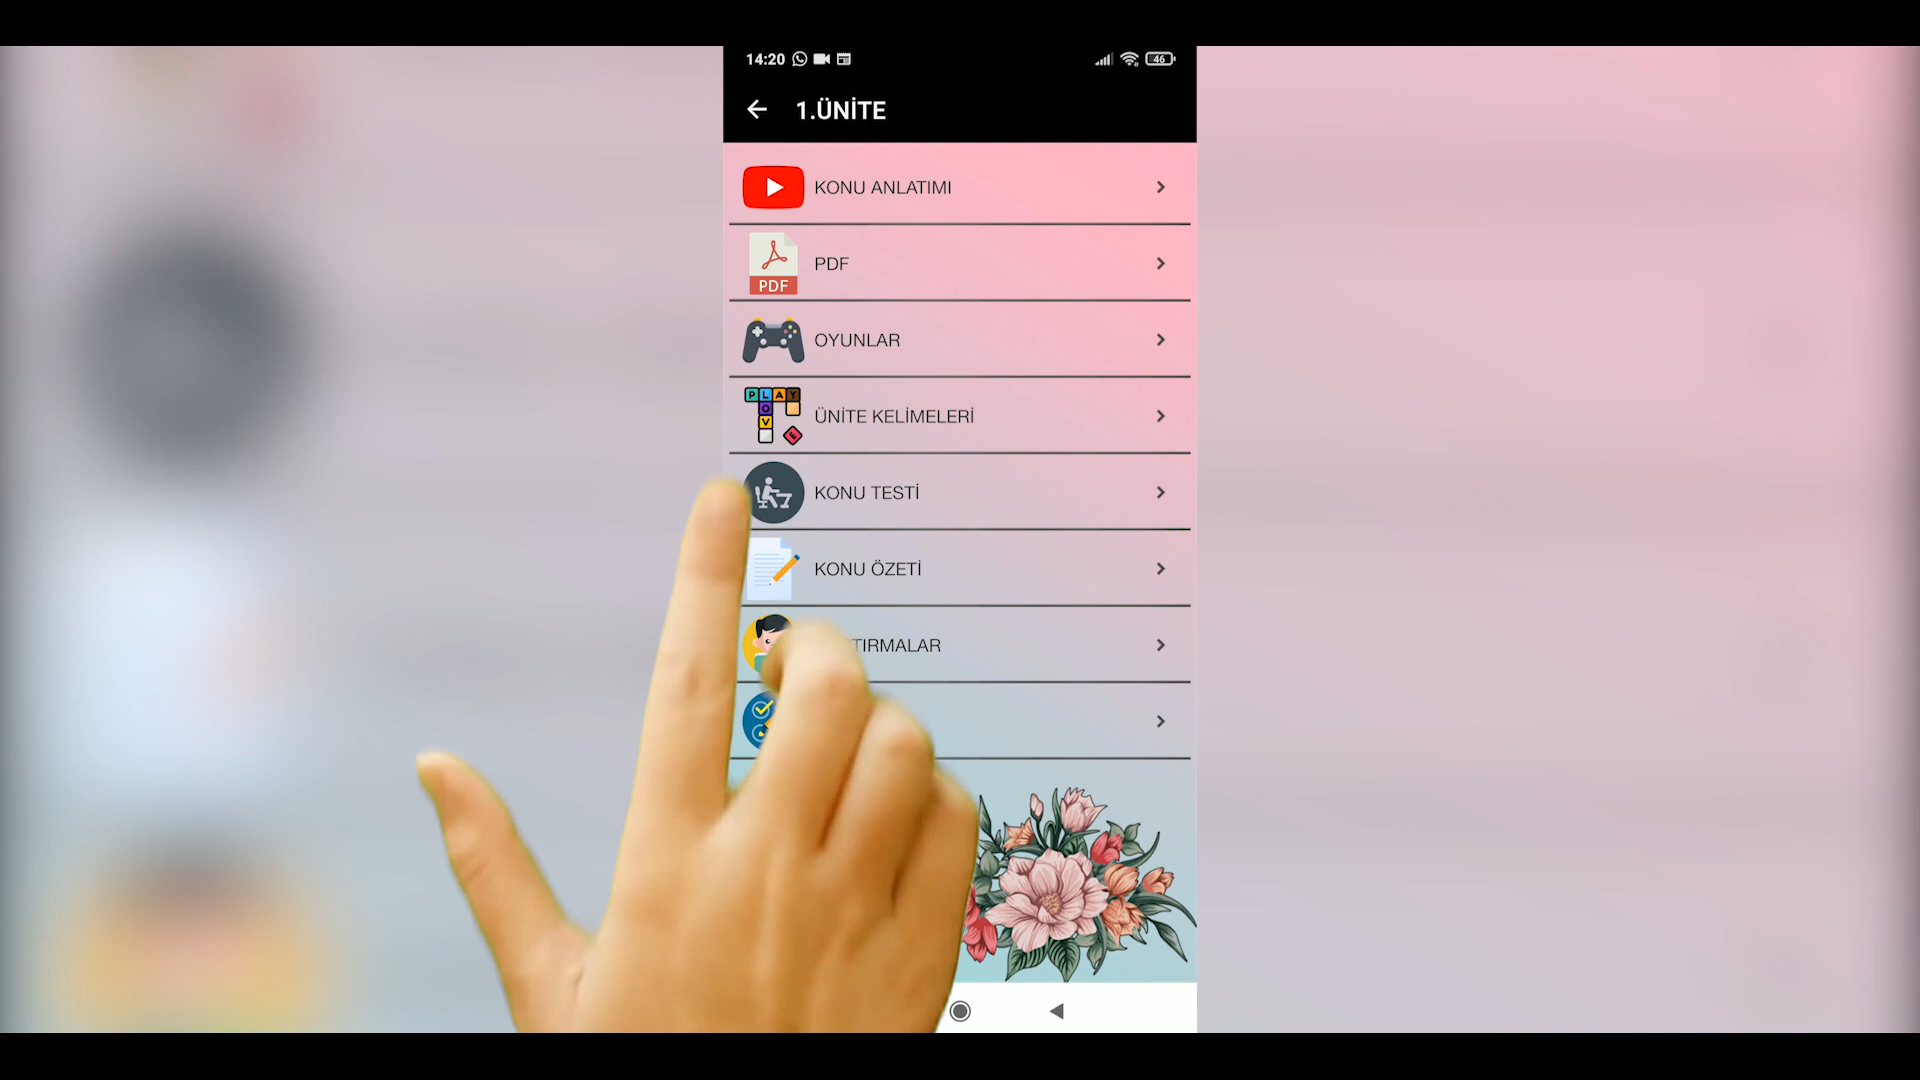 14:20
46
1.ÜNİTE
KONU ANLATIMI
PDF
PDF
OYUNLAR
PLAY
LOVE
ÜNİTE KELİMELERİ
KONU TESTİ
KONU ÖZETİ
TIRMALAR